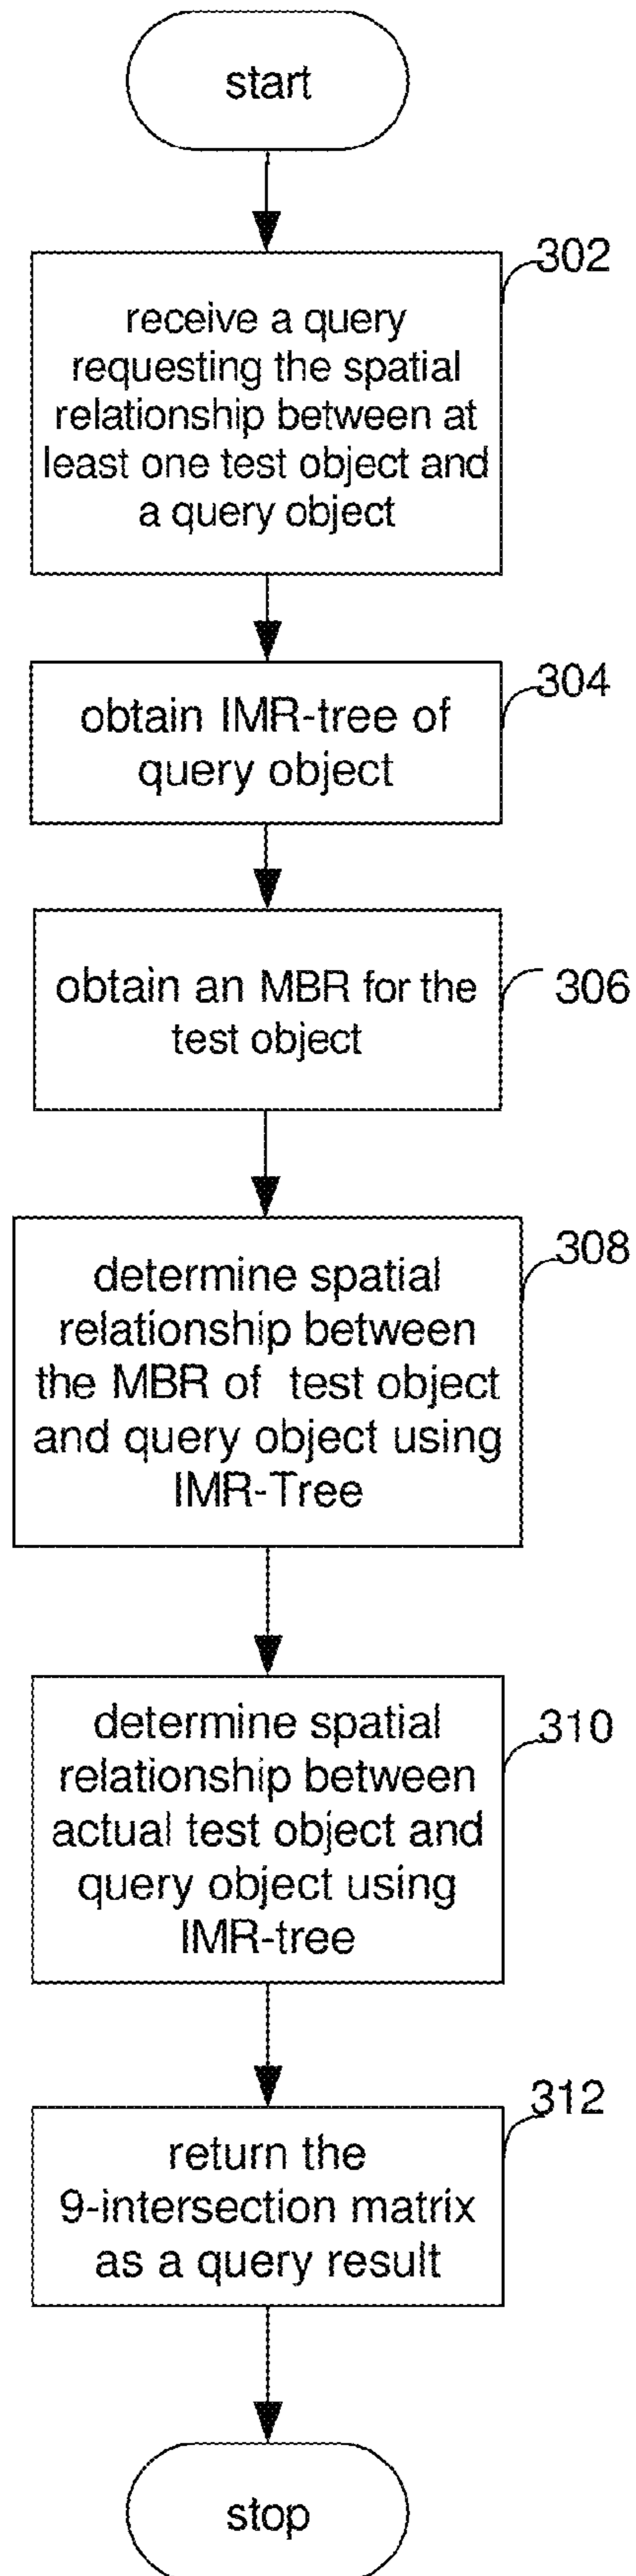 start
302
receive a query
requesting the spatial
relationship between at
least one test object and
a query object
304
obtain IMR-tree of
query object
306
obtain an MBR for the
test object
308
determine spatial
relationship between
the MBR of test object
and query object using
IMR-Tree
310
determine spatial
relationship between
actual test object and
query object using
IMR-tree
312
return the
9-intersection matrix
as a query result
stop